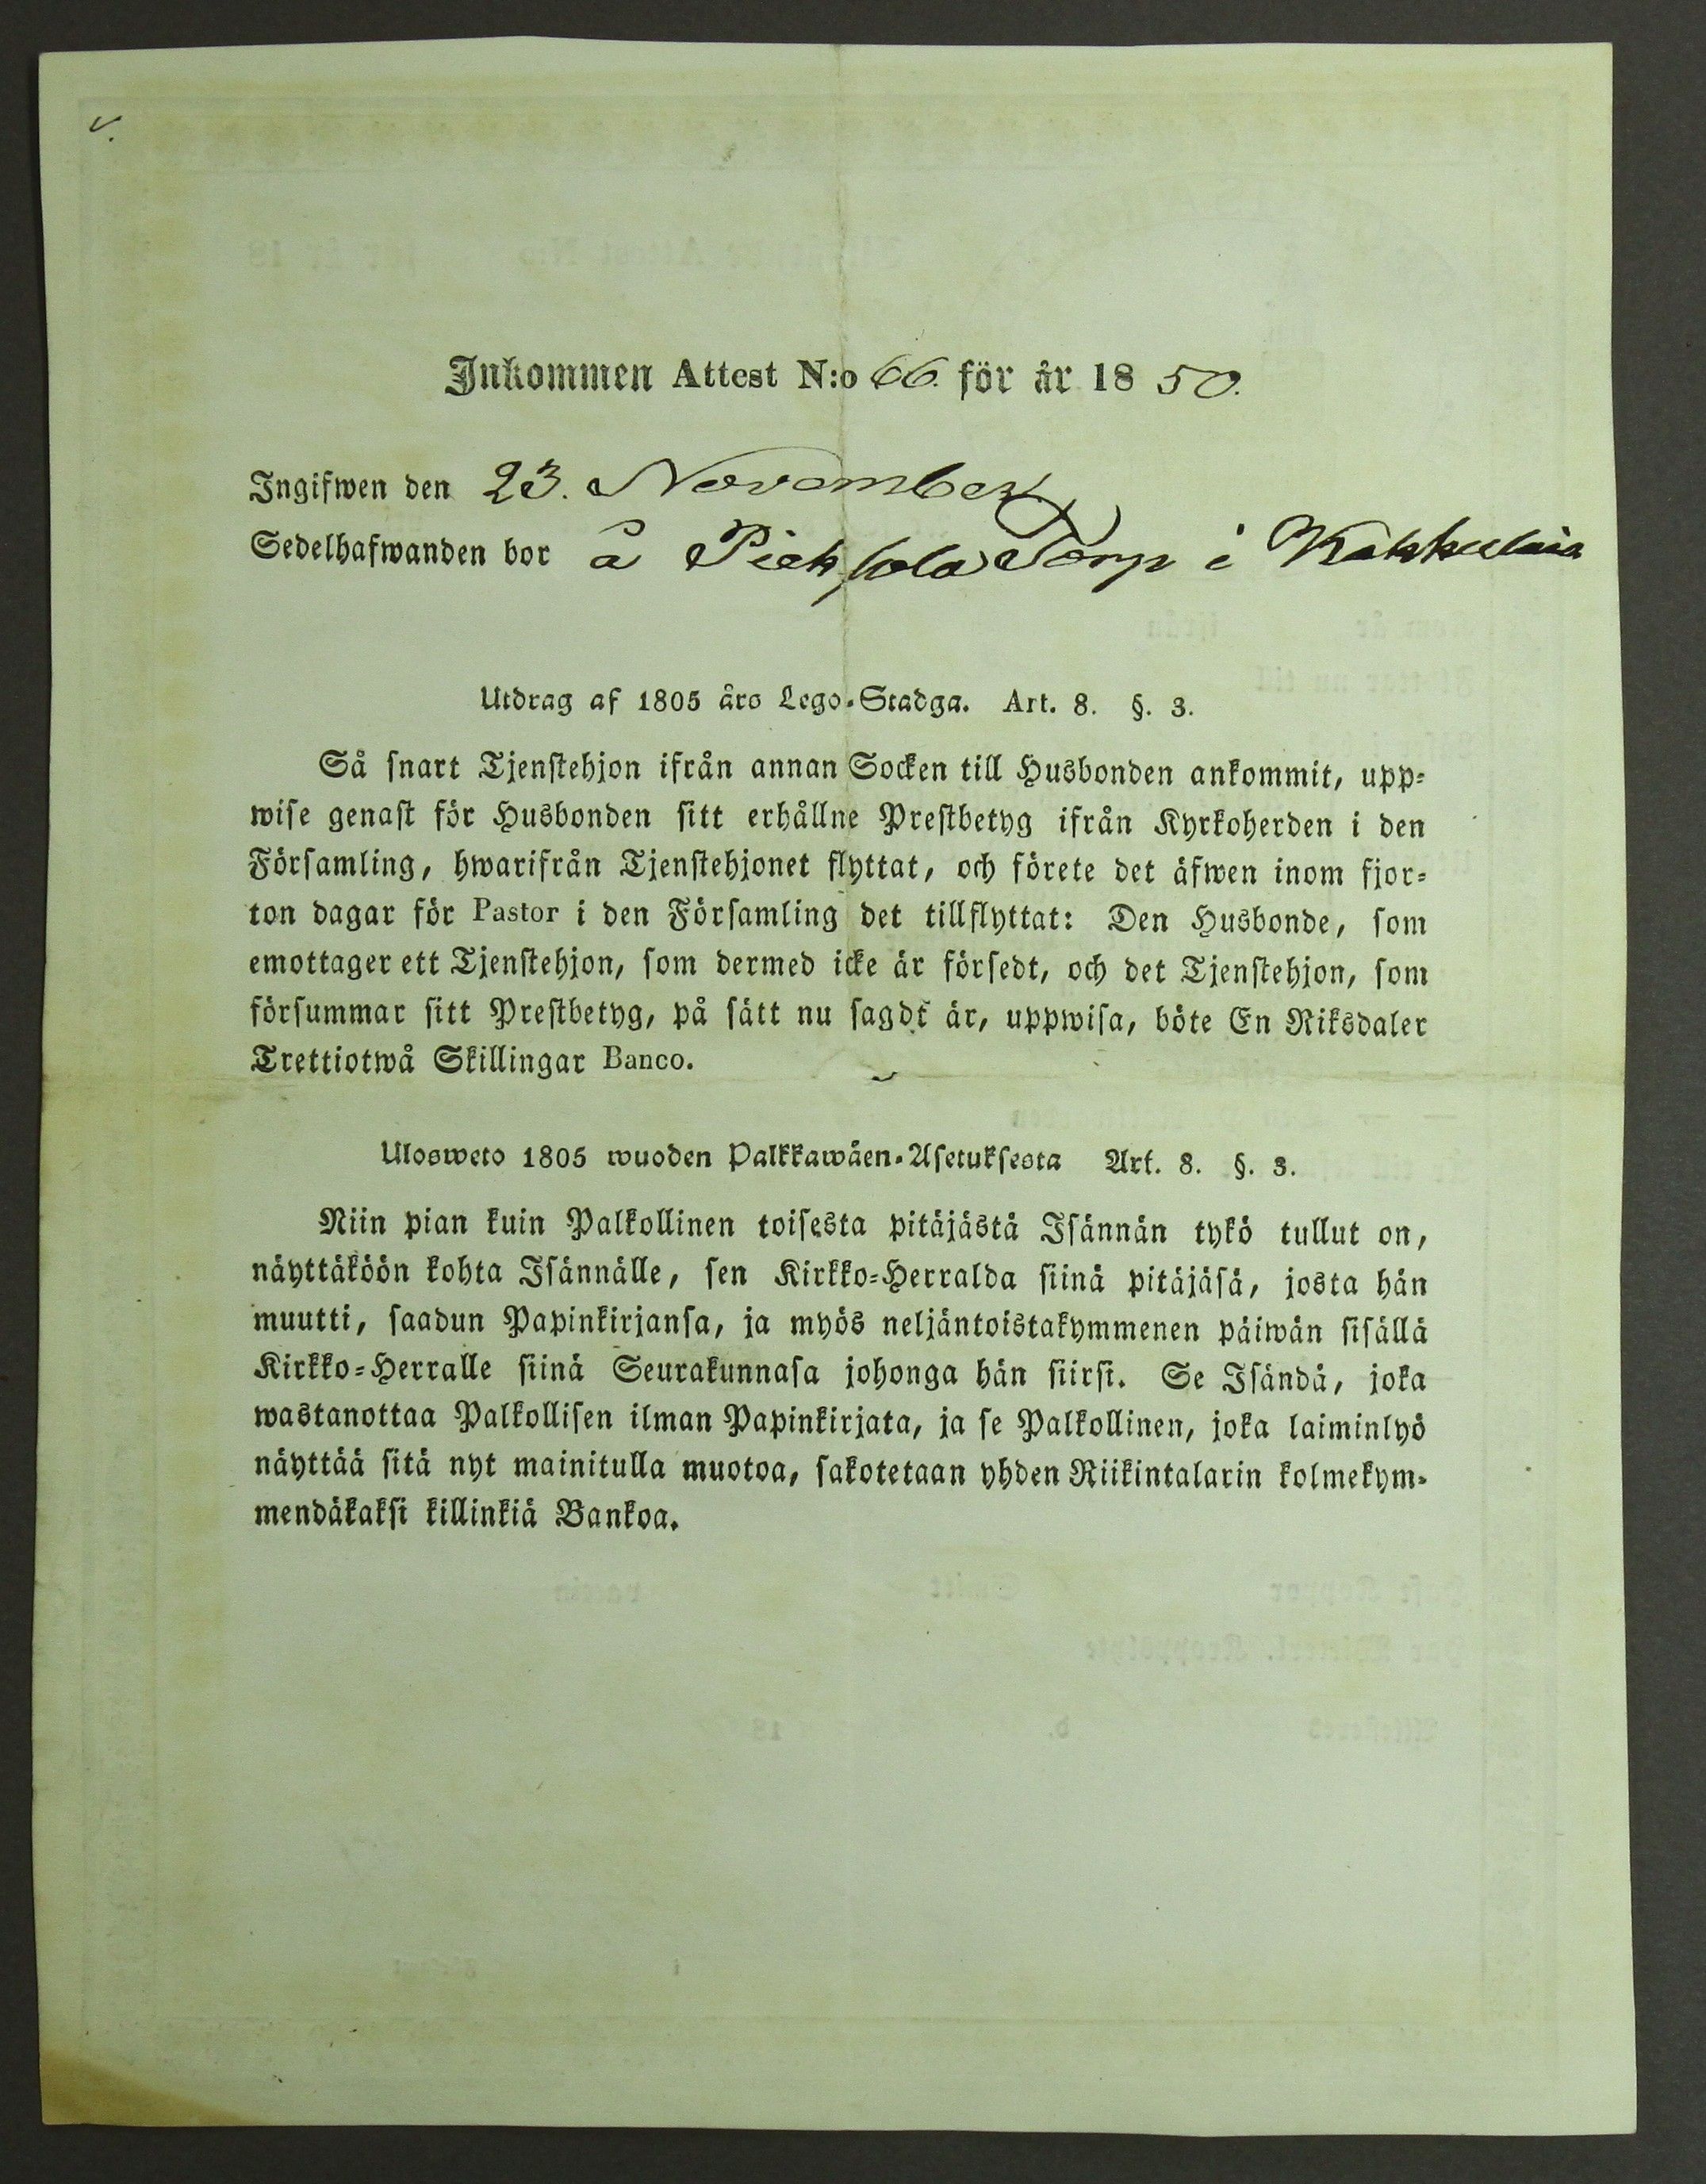 v.
Inkommen Attest N:o 66. för år 18 50.
Ingifwen den 23. November
Sedelhafwanden bor å Torp i
Utdrag af 1805 års Lego-Stadga. Art. 8. §. 3.
Så snart Tjenstehjon ifrån annan Socken till Husbonden ankommit, upp-
wise genast för Husbonden sitt erhållne Prestbetyg ifrån Kyrkoherden i den
Församling, hwarifrån Tjenstehjonet flyttat, och förete det äfwen inom fjor-
ton dagar för Pastor i den Församling det tillflyttat: Den Husbonde, som
emottager ett Tjenstehjon, som dermed icke är försedt, och det Tjenstehjon, som
försummar sitt Prestbetyg, på sätt nu sagdt är, uppwisa, böte En Riksdaler
Trettiotwå Skillingar Banco.
Ulosweto 1805 wuoden Palkkawäen-Asetuksesta Art. 8. §. 3.
Niin pian kuin Palkollinen toisesta pitäjästä Isännän tykö tullut on,
näyttäköön kohta Isännälle, sen Kirkko-Herralda siinä pitäjäsä, josta hän
muutti, saadun Papinkirjansa, ja myös neljäntoistakymmenen päiwän sisällä
Kirkko-Herralle siinä Seurakunnasa johonga hän siirsi. Se Isändä, joka
wastanottaa Palkollisen ilman Papinkirjata, ja se Palkollinen, joka laiminlyö
näyttää sitä nyt mainitulla muotoa, sakotetaan yhden Riikintalarin kolmekym-
mendäkaksi killinkiä Bankoa.